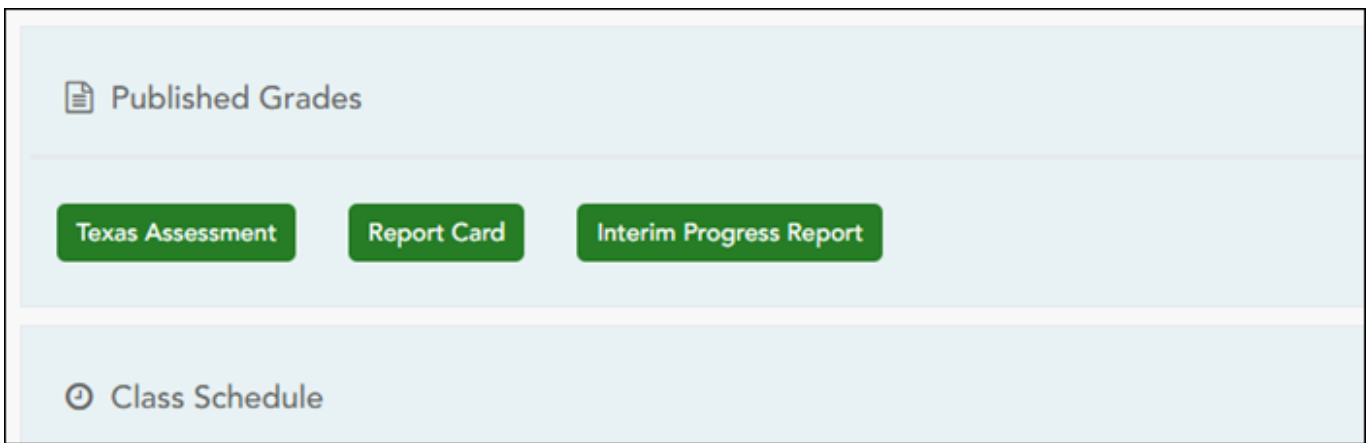 Published Grades
Texas Assessment Report Card Interim Progress Report
Class Schedule